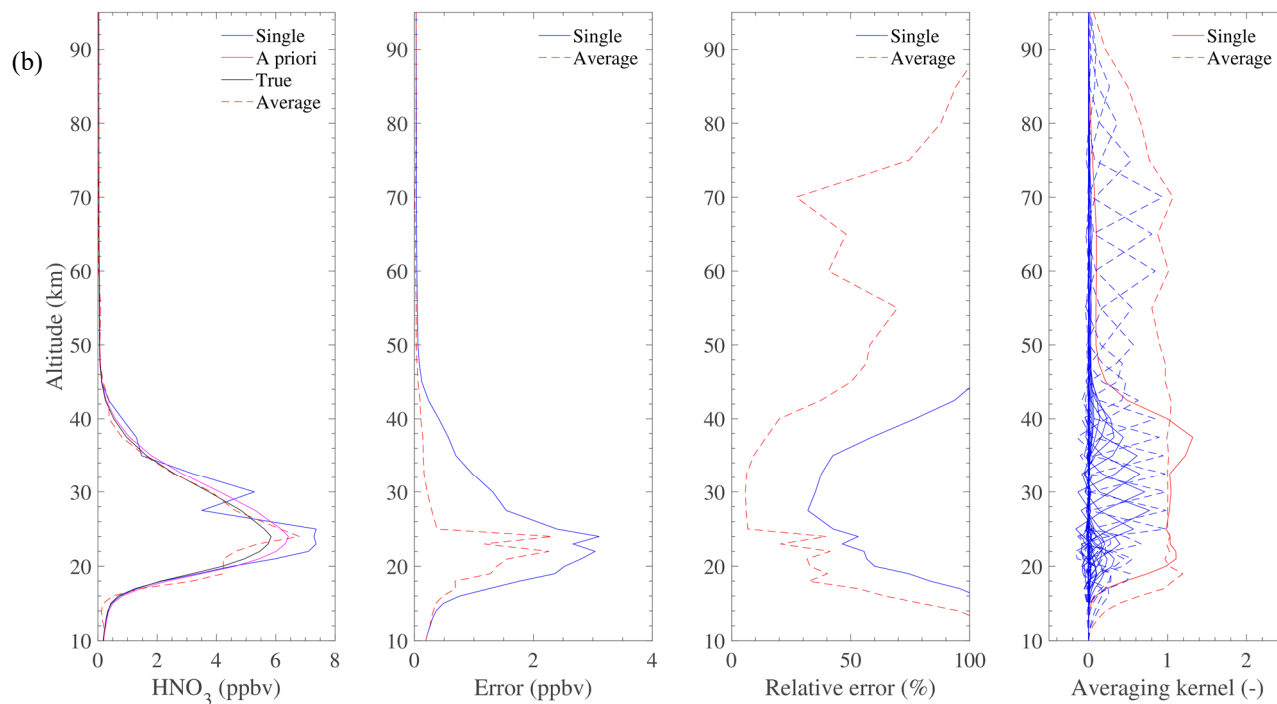 (b)
Single
A priori
True
Average
90
80
70
60
50
40
30
20
10
0 2 4 6 8
Altitude (km)
HNO3 (ppbv)
Single
Average
90
80
70
60
50
40
30
20
10
0 2 4
Error (ppbv)
Single
Average
90
80
70
60
50
40
30
20
10
0 50 100
Relative error (%)
Single
Average
90
80
70
60
50
40
30
20
10
0 1 2
Averaging kernel (-)